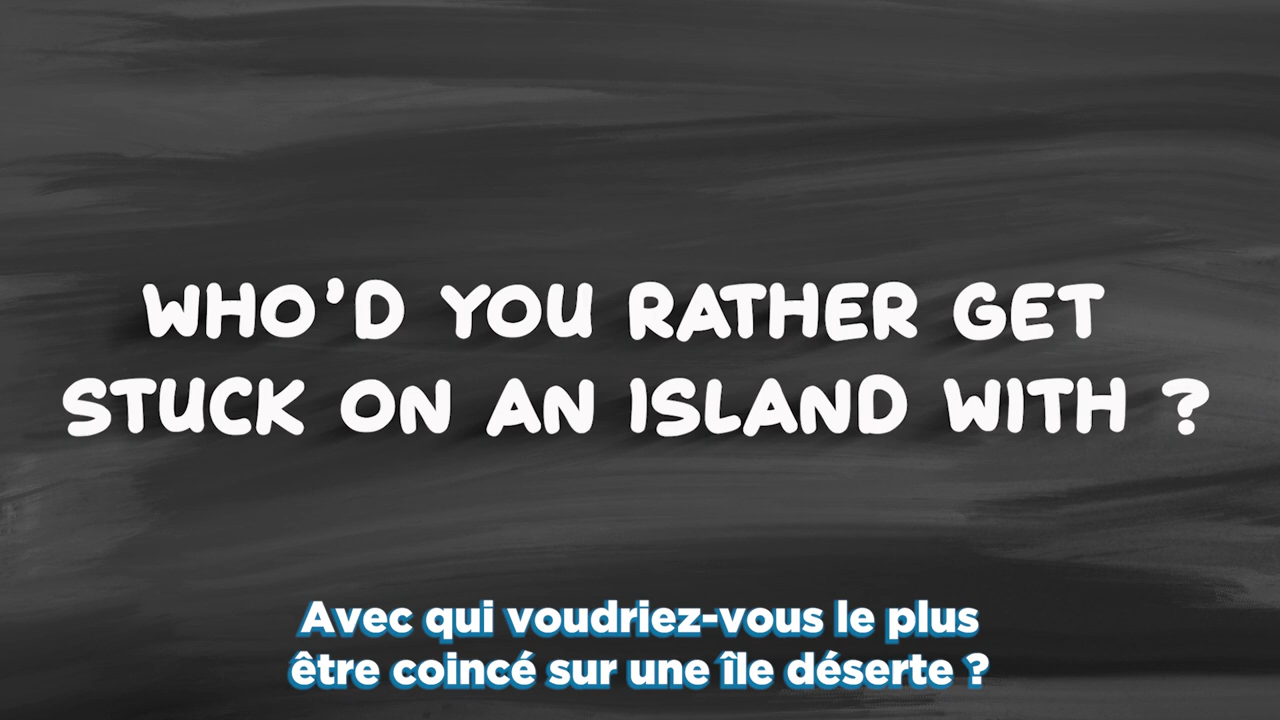 WHO'D YOU RATHER GET
STUCK ON AN ISLAND WITH ?
Avec qui voudriez-vous le plus
être coincé sur une île déserte ?